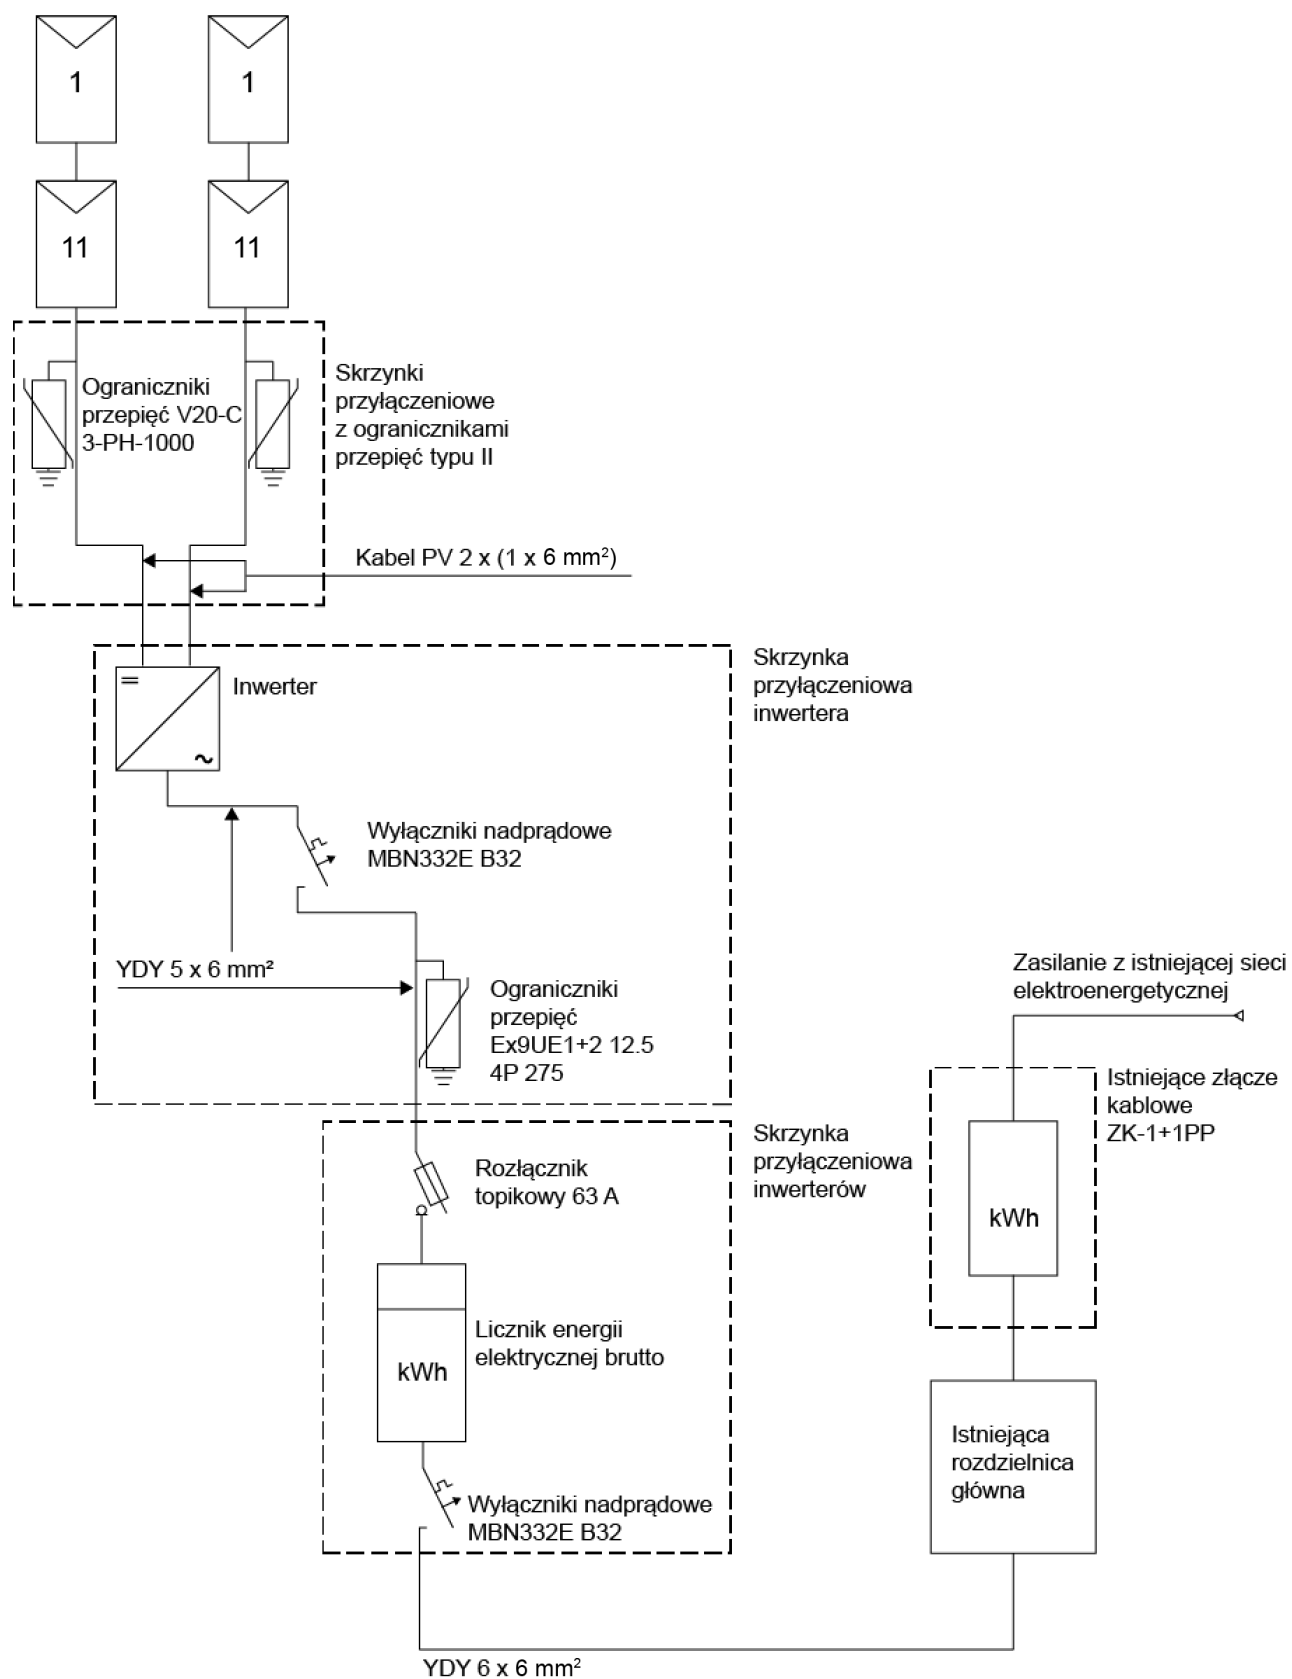 1
1
11
11
Ograniczniki
przepięć V20-C
3-PH-1000
Skrzynki
przyłączeniowe
z ogranicznikami
przepięć typu II
Kabel PV 2 x (1 x 6 mm²)
Skrzynka
przyłączeniowa
inwertera
Inwerter
Wyłączniki nadprądowe
MBN332E B32
YDY 5 x 6 mm²
Ograniczniki
przepięć
Ex9UE1+2 12.5
4P 275
Zasilanie z istniejącej sieci
elektroenergetycznej
Istniejące złącze
kablowe
ZK-1+1PP
kWh
Skrzynka
przyłączeniowa
inwerterów
Rozłącznik
topikowy 63 A
Licznik energii
elektrycznej brutto
kWh
Istniejąca
rozdzielnica
główna
Wyłączniki nadprądowe
MBN332E B32
YDY 6 x 6 mm²